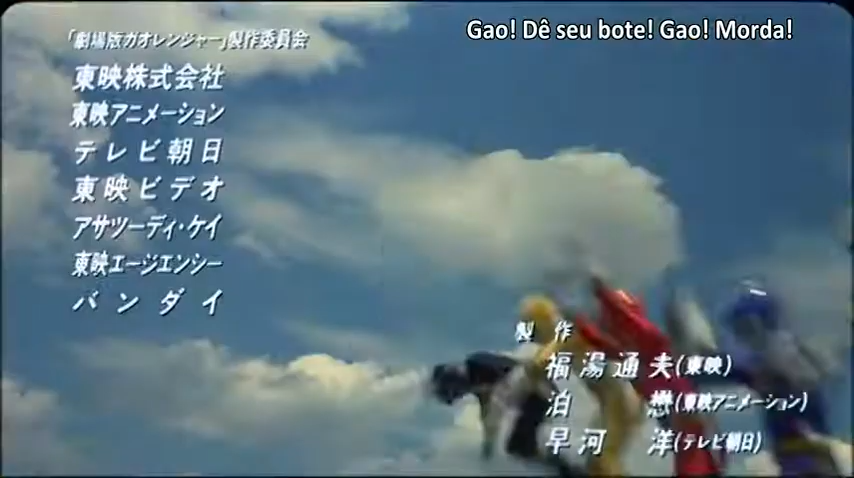 Gao! Dê seu bote! Gao! Morda!
「劇場版ガオレンジャー」製作委員会
東映株式会社
東映アニメーション
テレビ朝日
東映ビデオ
アサツーディ・ケイ
東映エージエンシー
バンダイ
製作
福湯通夫(東映)
泊懋(東映アニメーション)
早河洋(テレビ朝日)